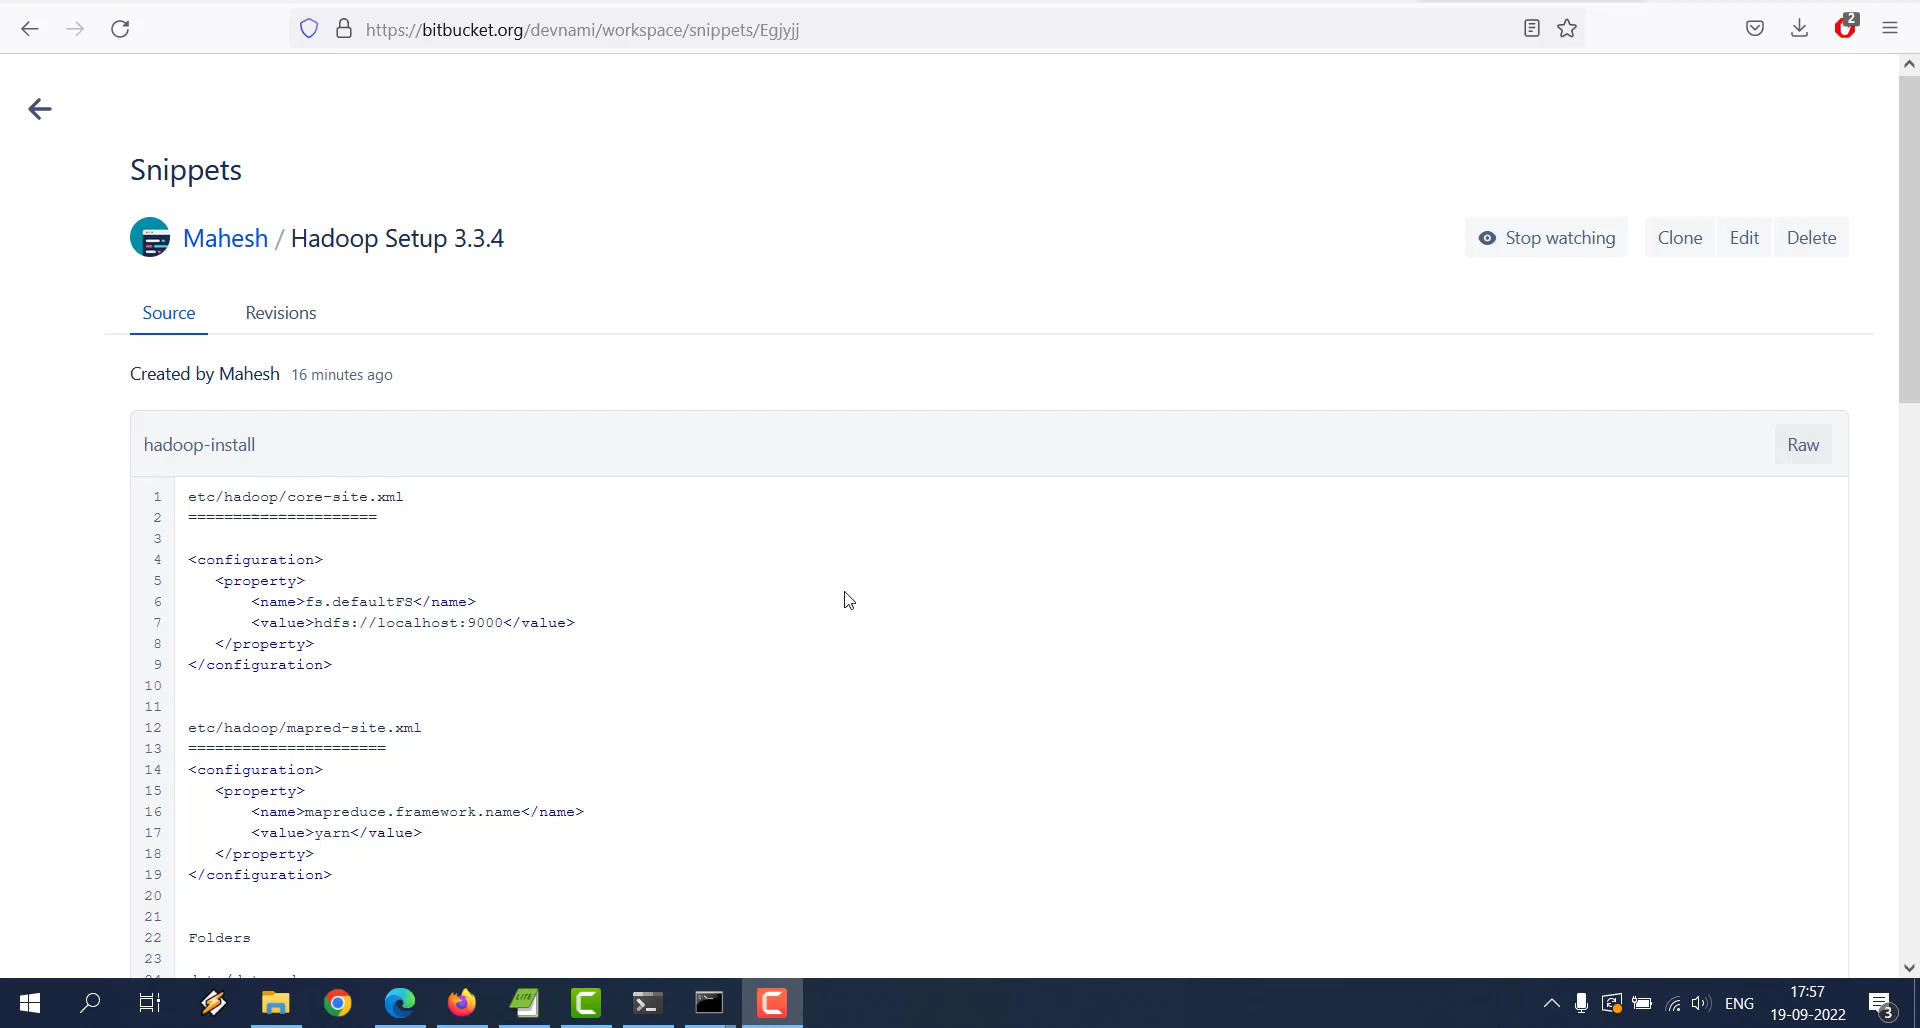 https://bitbucket.org/devnami/workspace/snippets/Egjyjj
2
Snippets
Mahesh / Hadoop Setup 3.3.4
Stop watching
Clone
Edit
Delete
Source
Revisions
Created by Mahesh 16 minutes ago
hadoop-install
Raw
1 etc/hadoop/core-site.xml
2 =====================
3
4 <configuration>
5 <property>
6 <name>fs.defaultFS</name>
7 <value>hdfs://localhost:9000</value>
8 </property>
9 </configuration>
10
11
12 etc/hadoop/mapred-site.xml
13 ======================
14 <configuration>
15 <property>
16 <name>mapreduce.framework.name</name>
17 <value>yarn</value>
18 </property>
19 </configuration>
20
21
22 Folders
23
LITE
ENG
17:57
19-09-2022
3